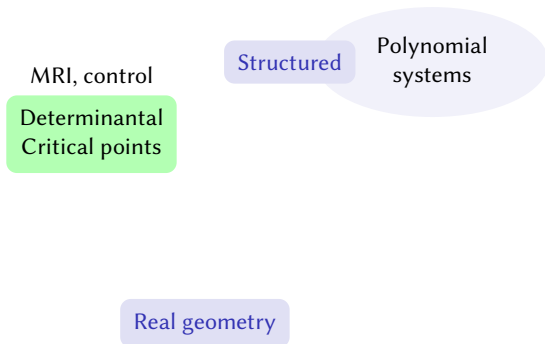 Structured
Polynomial
systems
MRI, control
Determinantal
Critical points
Real geometry